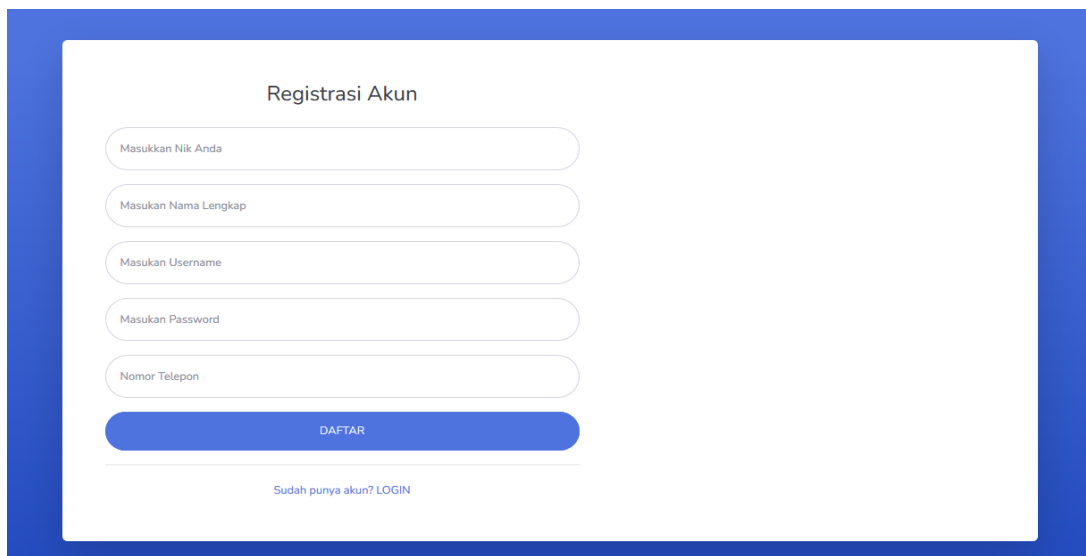 Registrasi Akun
Masukkan Nik Anda
Masukan Nama Lengkap
Masukan Username
Masukan Password
Nomor Telepon
DAFTAR
Sudah punya akun? LOGIN